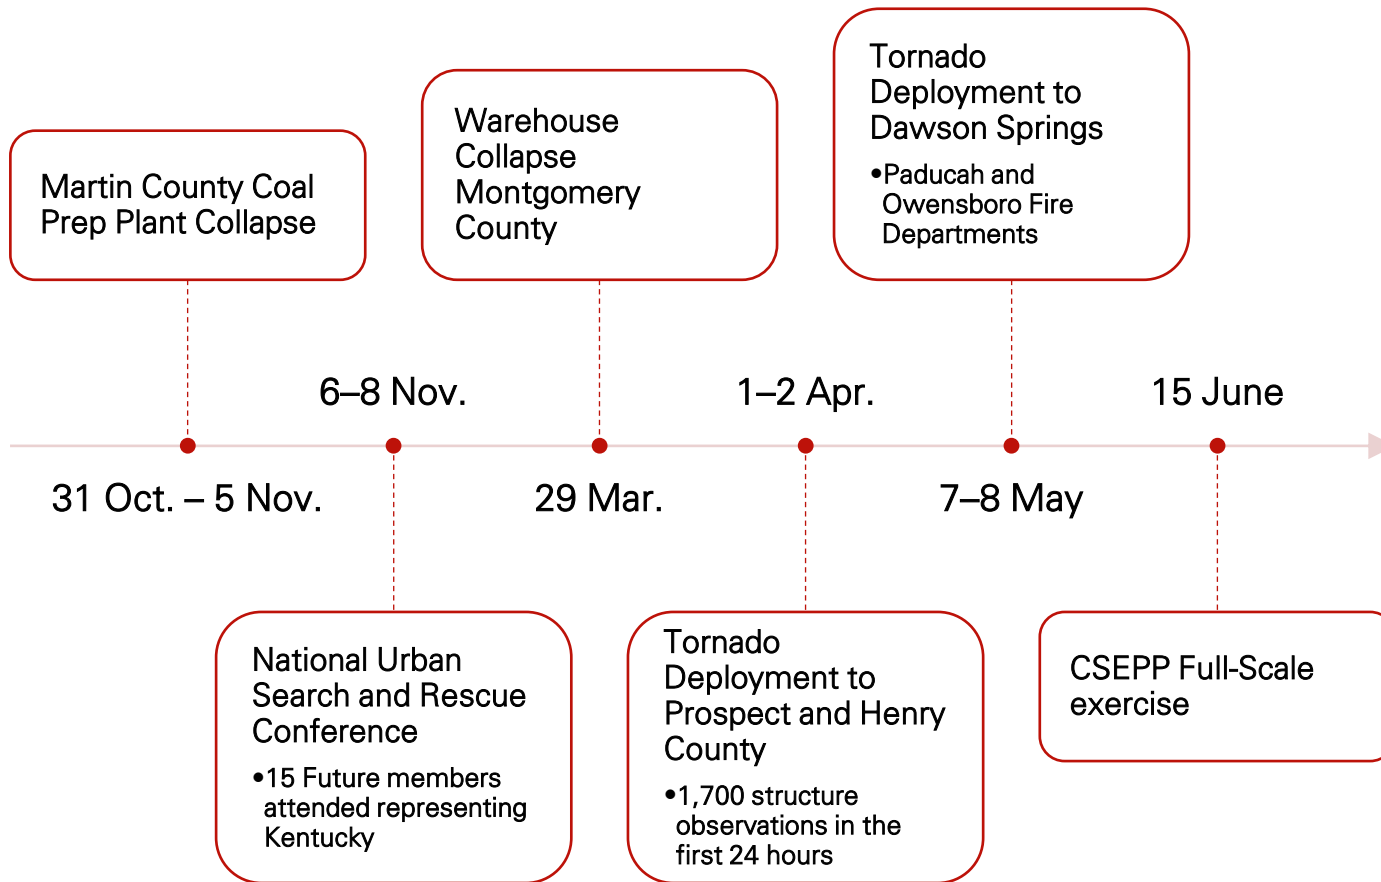 Martin County Coal
Prep Plant Collapse
31 Oct. – 5 Nov.
6–8 Nov.
National Urban
Search and Rescue
Conference
•15 Future members
attended representing
Kentucky
Warehouse
Collapse
Montgomery
County
29 Mar.
1–2 Apr.
Tornado
Deployment to
Prospect and Henry
County
•1,700 structure
observations in the
first 24 hours
Tornado
Deployment to
Dawson Springs
•Paducah and
Owensboro Fire
Departments
7–8 May
15 June
CSEPP Full-Scale
exercise